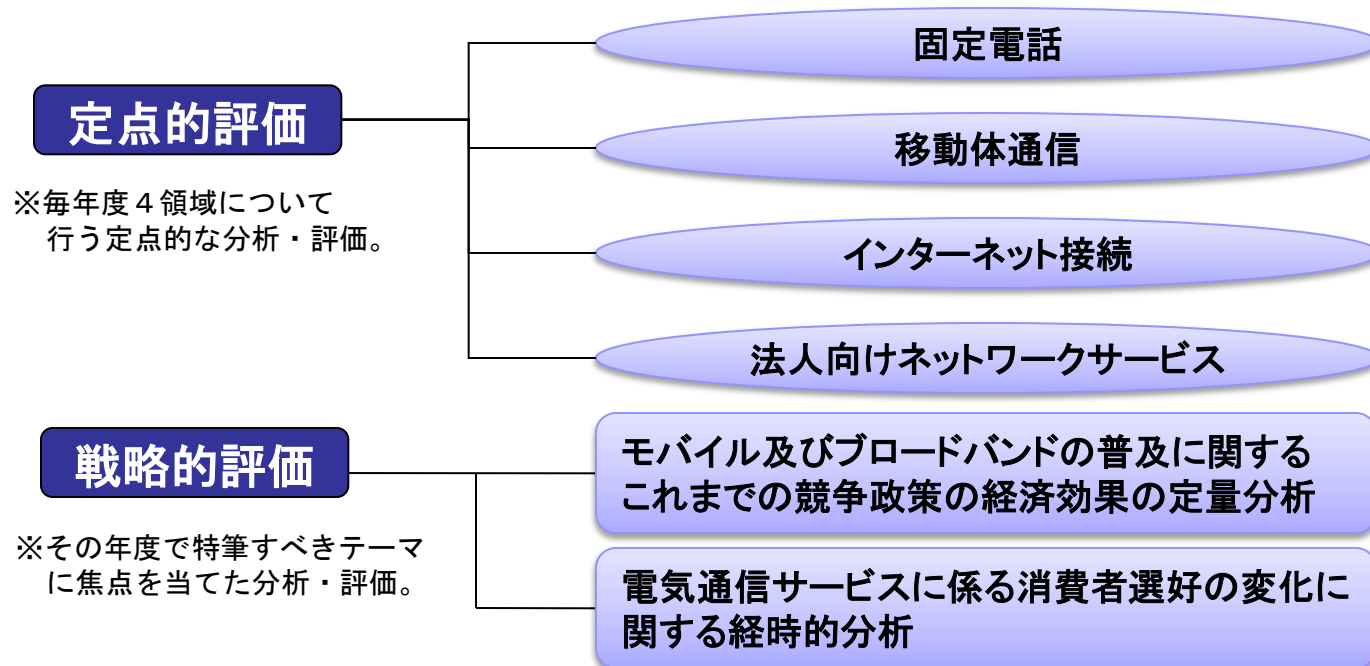 固定電話
定点的評価
移動体通信
※毎年度４領域について
行う定点的な分析・評価。
インターネット接続
法人向けネットワークサービス
戦略的評価
モバイル及びブロードバンドの普及に関する
これまでの競争政策の経済効果の定量分析
※その年度で特筆すべきテーマ
に焦点を当てた分析・評価。
電気通信サービスに係る消費者選好の変化に
関する経時的分析